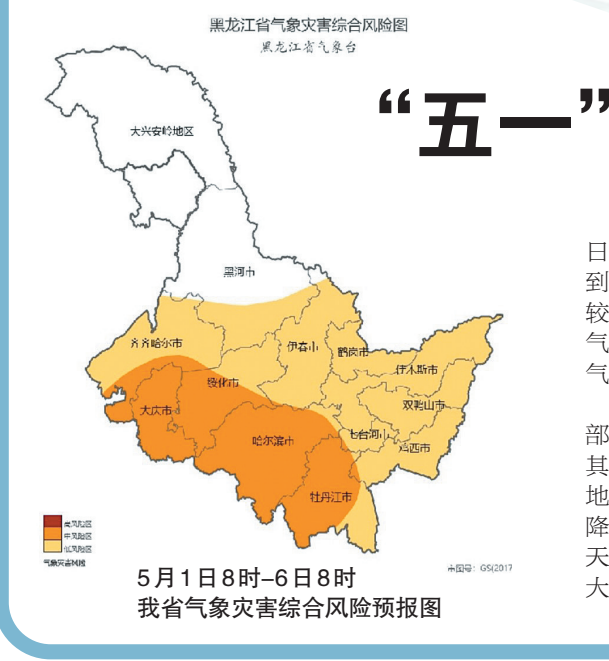 黑龙江省气象灾害综合风险图
黑龙江省气象台
“五一”
大兴安岭地区
黑河市
齐齐哈尔市
伊春市
鹤岗市
佳木斯市
绥化市
双鸭山市
大庆市
七台河市
鸡西市
哈尔滨市
牡丹江市
高风险区
中风险区
低风险区
气象灾害风险
审图号：GS(2017
5月1日8时–6日8时
我省气象灾害综合风险预报图
日
到
较
气
气
部
其
地
降
天
大